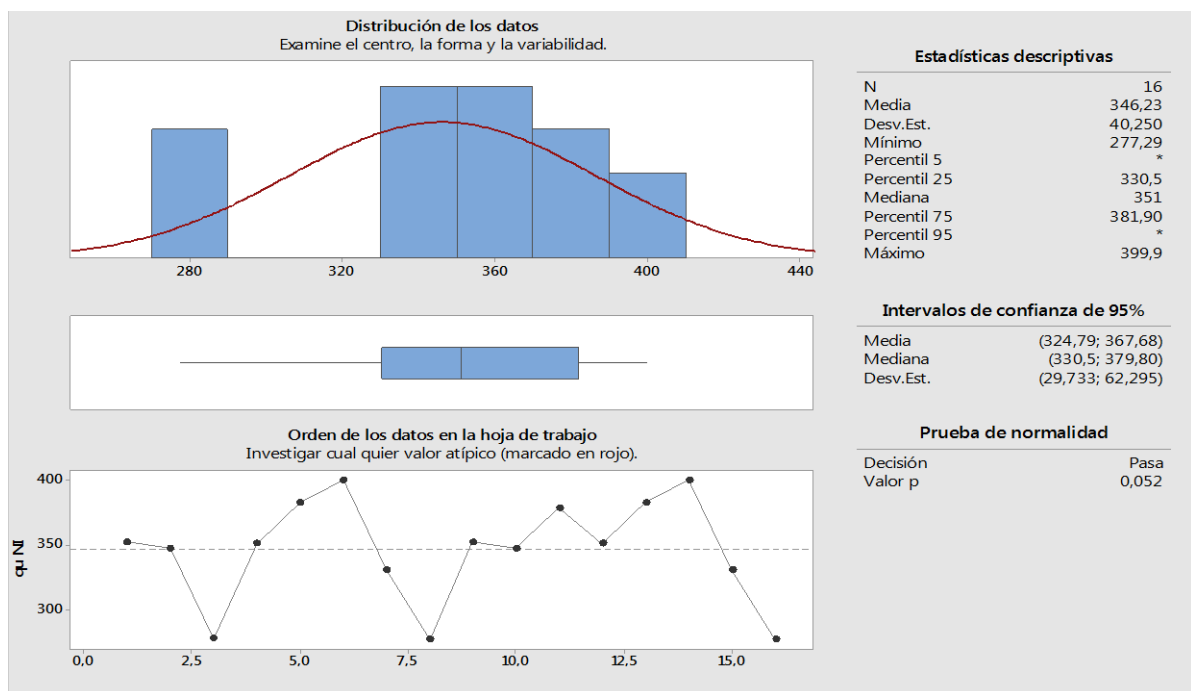 Distribución de los datos
Examine el centro, la forma y la variabilidad.
280 320 360 400 440
Orden de los datos en la hoja de trabajo
Investigar cual quier valor atípico (marcado en rojo).
qu NI
400
350
300
0,0 2,5 5,0 7,5 10,0 12,5 15,0
Estadísticas descriptivas
N 16
Media 346,23
Desv.Est. 40,250
Mínimo 277,29
Percentil 5 *
Percentil 25 330,5
Mediana 351
Percentil 75 381,90
Percentil 95 *
Máximo 399,9
Intervalos de confianza de 95%
Media (324,79; 367,68)
Mediana (330,5; 379,80)
Desv.Est. (29,733; 62,295)
Prueba de normalidad
Decisión Pasa
Valor p 0,052